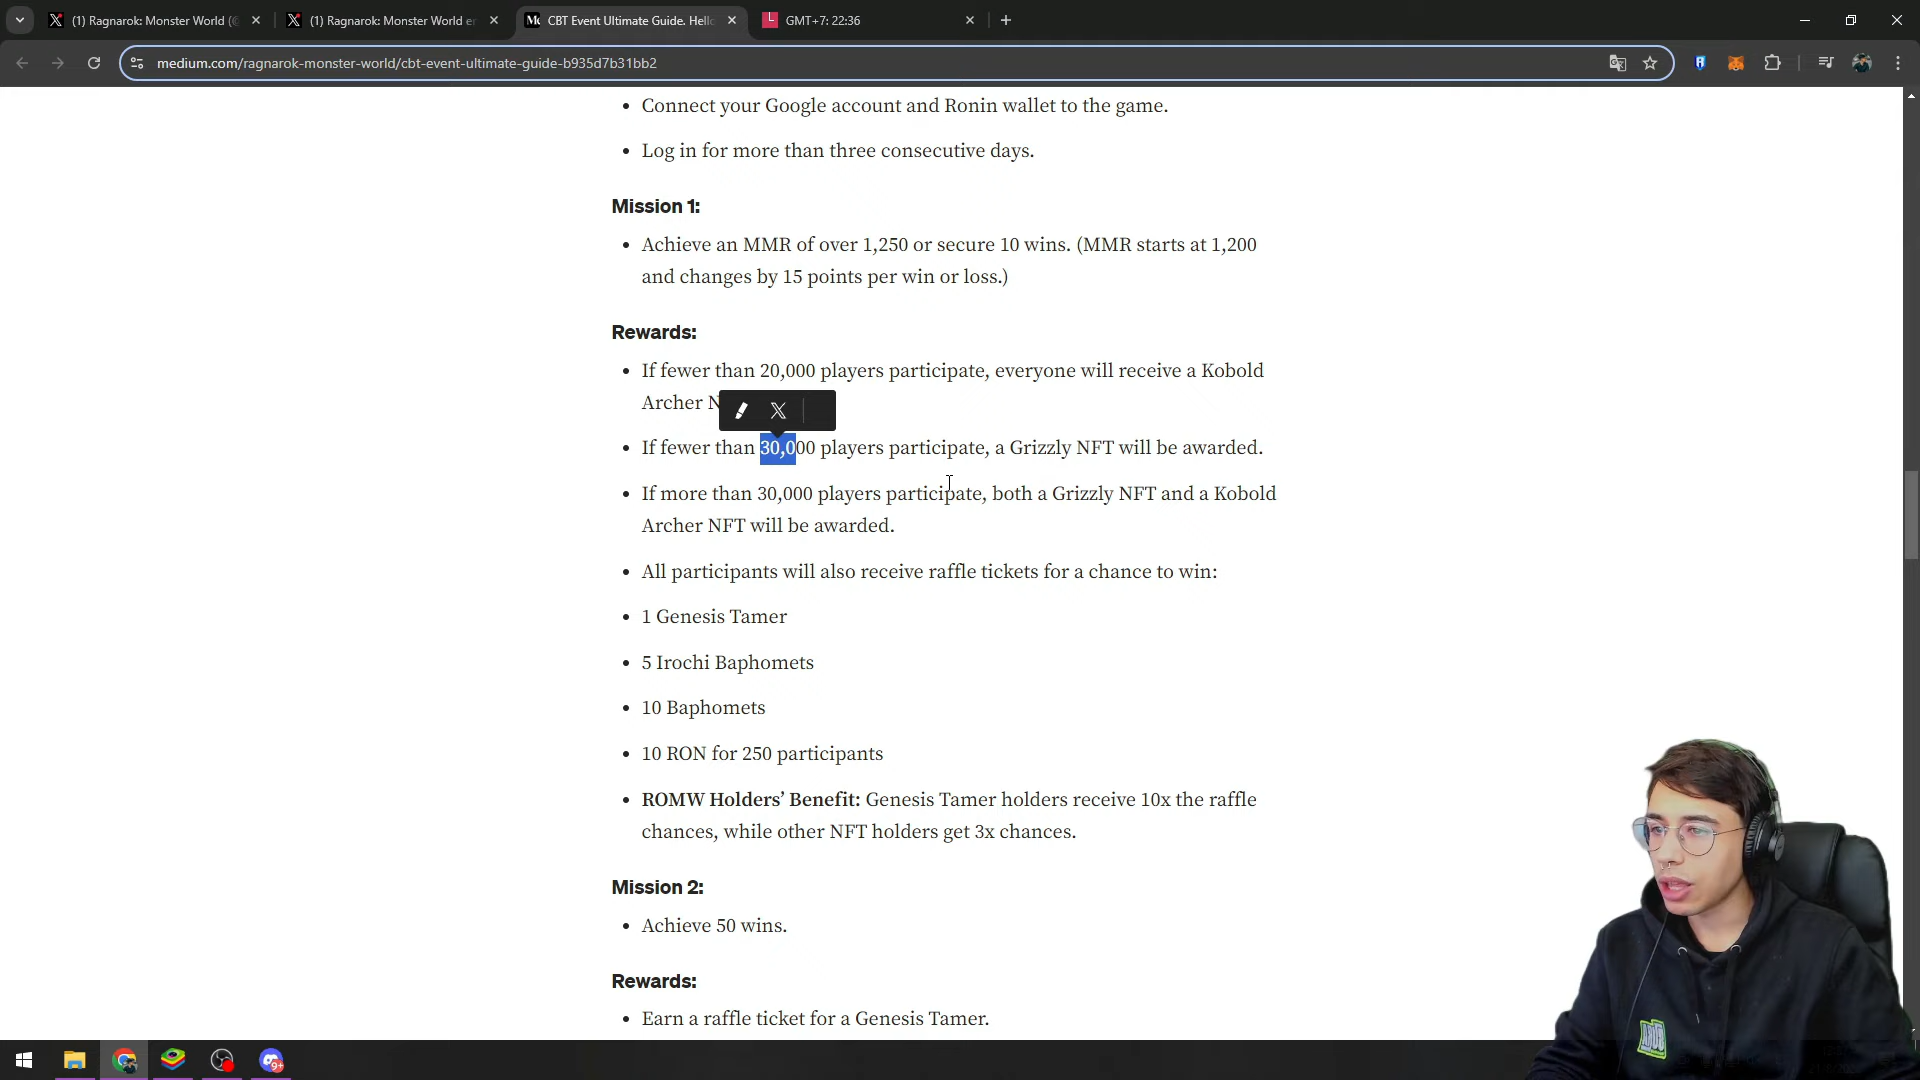 (1) Ragnarok: Monster World (@
(1) Ragnarok: Monster World er
CBT Event Ultimate Guide. Hello
GMT+7: 22:36
medium.com/ragnarok-monster-world/cbt-event-ultimate-guide-b935d7b31bb2
• Connect your Google account and Ronin wallet to the game.
• Log in for more than three consecutive days.
Mission 1:
• Achieve an MMR of over 1,250 or secure 10 wins. (MMR starts at 1,200
and changes by 15 points per win or loss.)
Rewards:
• If fewer than 20,000 players participate, everyone will receive a Kobold
Archer N
• If fewer than 30,000 players participate, a Grizzly NFT will be awarded.
• If more than 30,000 players participate, both a Grizzly NFT and a Kobold
Archer NFT will be awarded.
• All participants will also receive raffle tickets for a chance to win:
• 1 Genesis Tamer
• 5 Irochi Baphomets
• 10 Baphomets
• 10 RON for 250 participants
• ROMW Holders’ Benefit: Genesis Tamer holders receive 10x the raffle
chances, while other NFT holders get 3x chances.
Mission 2:
• Achieve 50 wins.
Rewards:
• Earn a raffle ticket for a Genesis Tamer.
9+